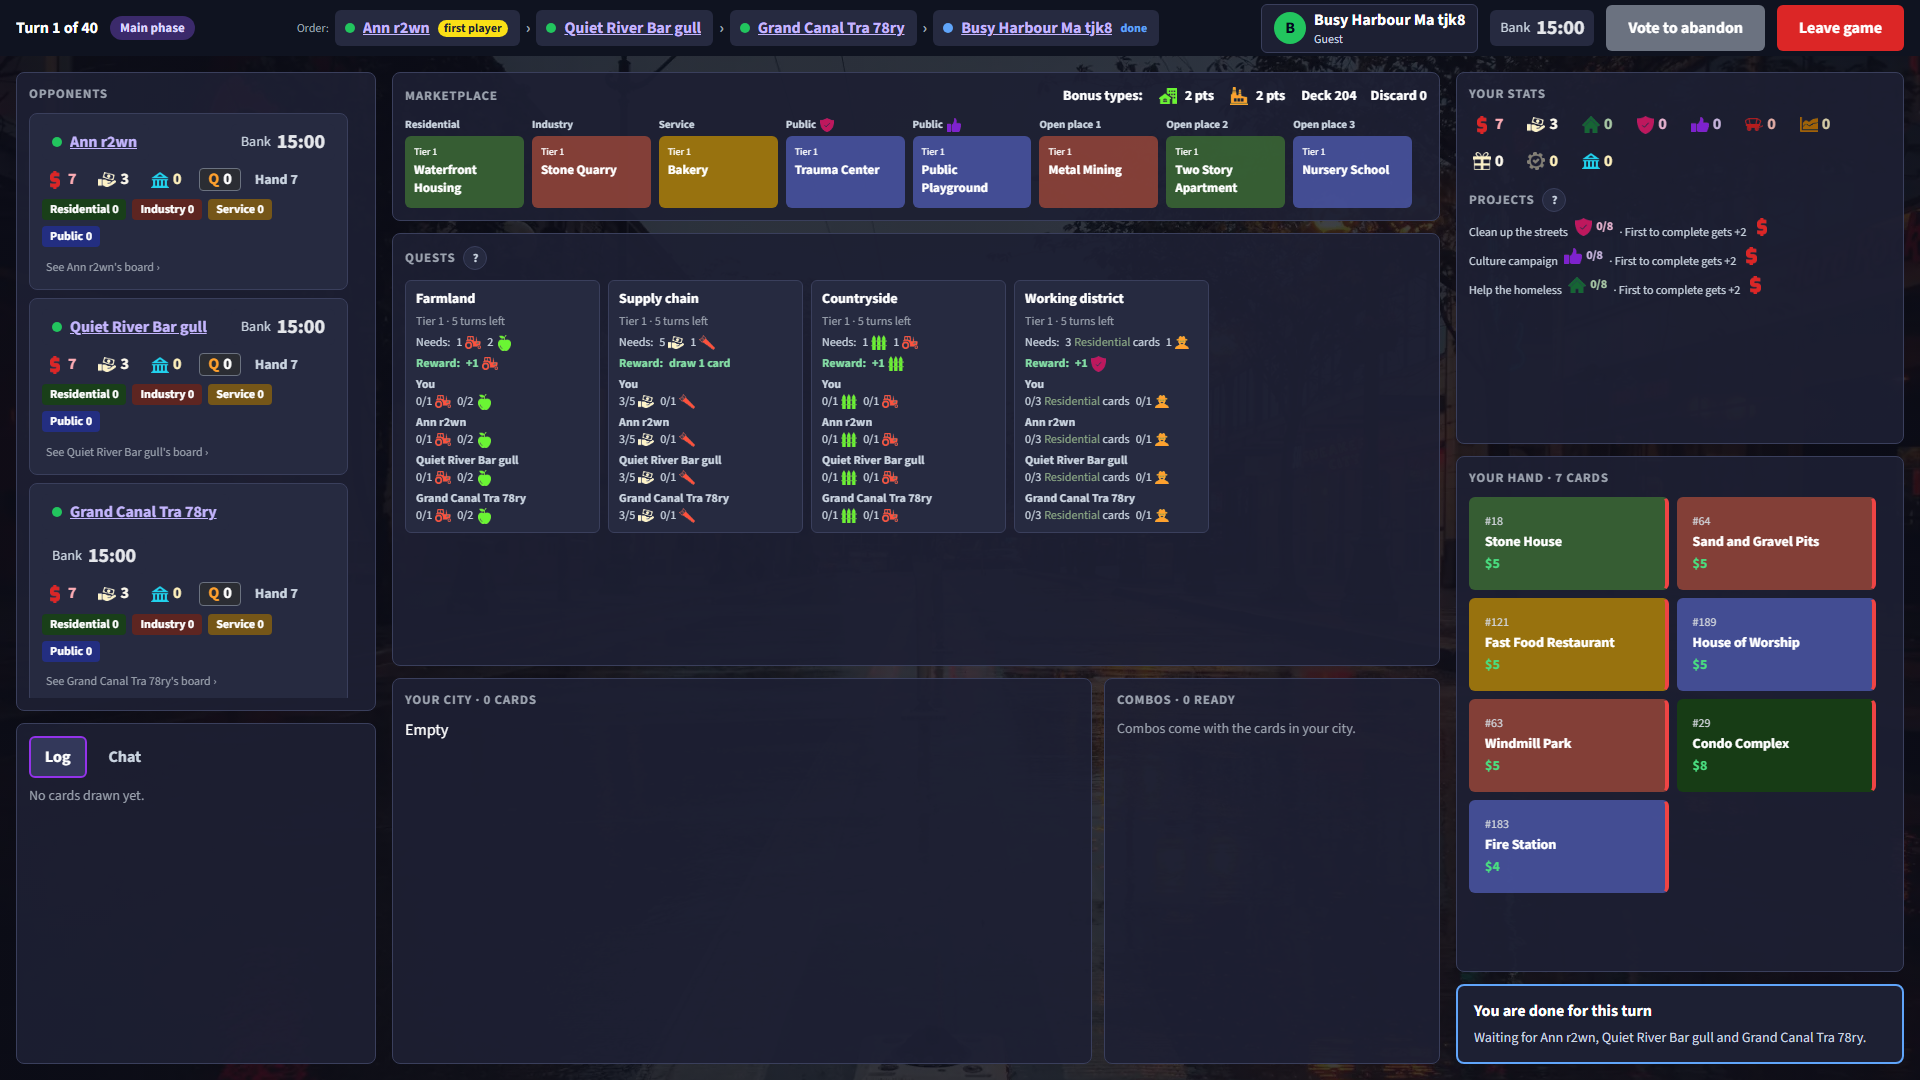 Turn 1 of 40 Main phase Order: Ann r2wn first player › Quiet River Bar gull › Grand Canal Tra 78ry › Busy Harbour Ma tjk8 done B Busy Harbour Ma tjk8 Guest Bank 15:00 Vote to abandon Leave game
OPPONENTS
Ann r2wn Bank 15:00
7 3 0 Q 0 Hand 7
Residential 0 Industry 0 Service 0
Public 0
See Ann r2wn's board ›
Quiet River Bar gull Bank 15:00
7 3 0 Q 0 Hand 7
Residential 0 Industry 0 Service 0
Public 0
See Quiet River Bar gull's board ›
Grand Canal Tra 78ry
Bank 15:00
7 3 0 Q 0 Hand 7
Residential 0 Industry 0 Service 0
Public 0
See Grand Canal Tra 78ry's board ›
Log Chat
No cards drawn yet.
MARKETPLACE Bonus types: 2 pts 2 pts Deck 204 Discard 0
Residential Industry Service Public Public Open place 1 Open place 2 Open place 3
Tier 1 Tier 1 Tier 1 Tier 1 Tier 1 Tier 1 Tier 1 Tier 1
Waterfront Housing Stone Quarry Bakery Trauma Center Public Playground Metal Mining Two Story Apartment Nursery School
QUESTS ?
Farmland
Tier 1 · 5 turns left
Needs: 1 2
Reward: +1
You
0/1 0/2
Ann r2wn
0/1 0/2
Quiet River Bar gull
0/1 0/2
Grand Canal Tra 78ry
0/1 0/2
Supply chain
Tier 1 · 5 turns left
Needs: 5 1
Reward: draw 1 card
You
3/5 0/1
Ann r2wn
3/5 0/1
Quiet River Bar gull
3/5 0/1
Grand Canal Tra 78ry
3/5 0/1
Countryside
Tier 1 · 5 turns left
Needs: 1 1
Reward: +1
You
0/1 0/1
Ann r2wn
0/1 0/1
Quiet River Bar gull
0/1 0/1
Grand Canal Tra 78ry
0/1 0/1
Working district
Tier 1 · 5 turns left
Needs: 3 Residential cards 1
Reward: +1
You
0/3 Residential cards 0/1
Ann r2wn
0/3 Residential cards 0/1
Quiet River Bar gull
0/3 Residential cards 0/1
Grand Canal Tra 78ry
0/3 Residential cards 0/1
YOUR CITY · 0 CARDS
Empty
COMBOS · 0 READY
Combos come with the cards in your city.
YOUR STATS
7 3 0 0 0 0 0
0 0 0
PROJECTS ?
Clean up the streets 0/8 · First to complete gets +2
Culture campaign 0/8 · First to complete gets +2
Help the homeless 0/8 · First to complete gets +2
YOUR HAND · 7 CARDS
#18
Stone House
$5
#64
Sand and Gravel Pits
$5
#121
Fast Food Restaurant
$5
#189
House of Worship
$5
#63
Windmill Park
$5
#29
Condo Complex
$8
#183
Fire Station
$4
You are done for this turn
Waiting for Ann r2wn, Quiet River Bar gull and Grand Canal Tra 78ry.